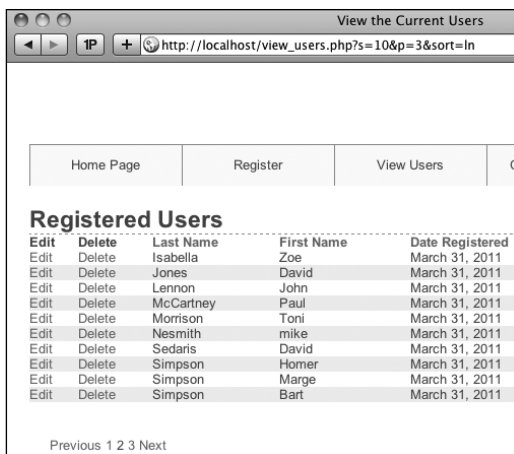 View the Current Users
1P + http://localhost/view_users.php?s=10&p=3&sort=ln
Home Page Register View Users
Registered Users
Edit Delete Last Name First Name Date Registered
Edit Delete Isabella Zoe March 31, 2011
Edit Delete Jones David March 31, 2011
Edit Delete Lennon John March 31, 2011
Edit Delete McCartney Paul March 31, 2011
Edit Delete Morrison Toni March 31, 2011
Edit Delete Nesmith mike March 31, 2011
Edit Delete Sedaris David March 31, 2011
Edit Delete Simpson Homer March 31, 2011
Edit Delete Simpson Marge March 31, 2011
Edit Delete Simpson Bart March 31, 2011
Previous 1 2 3 Next